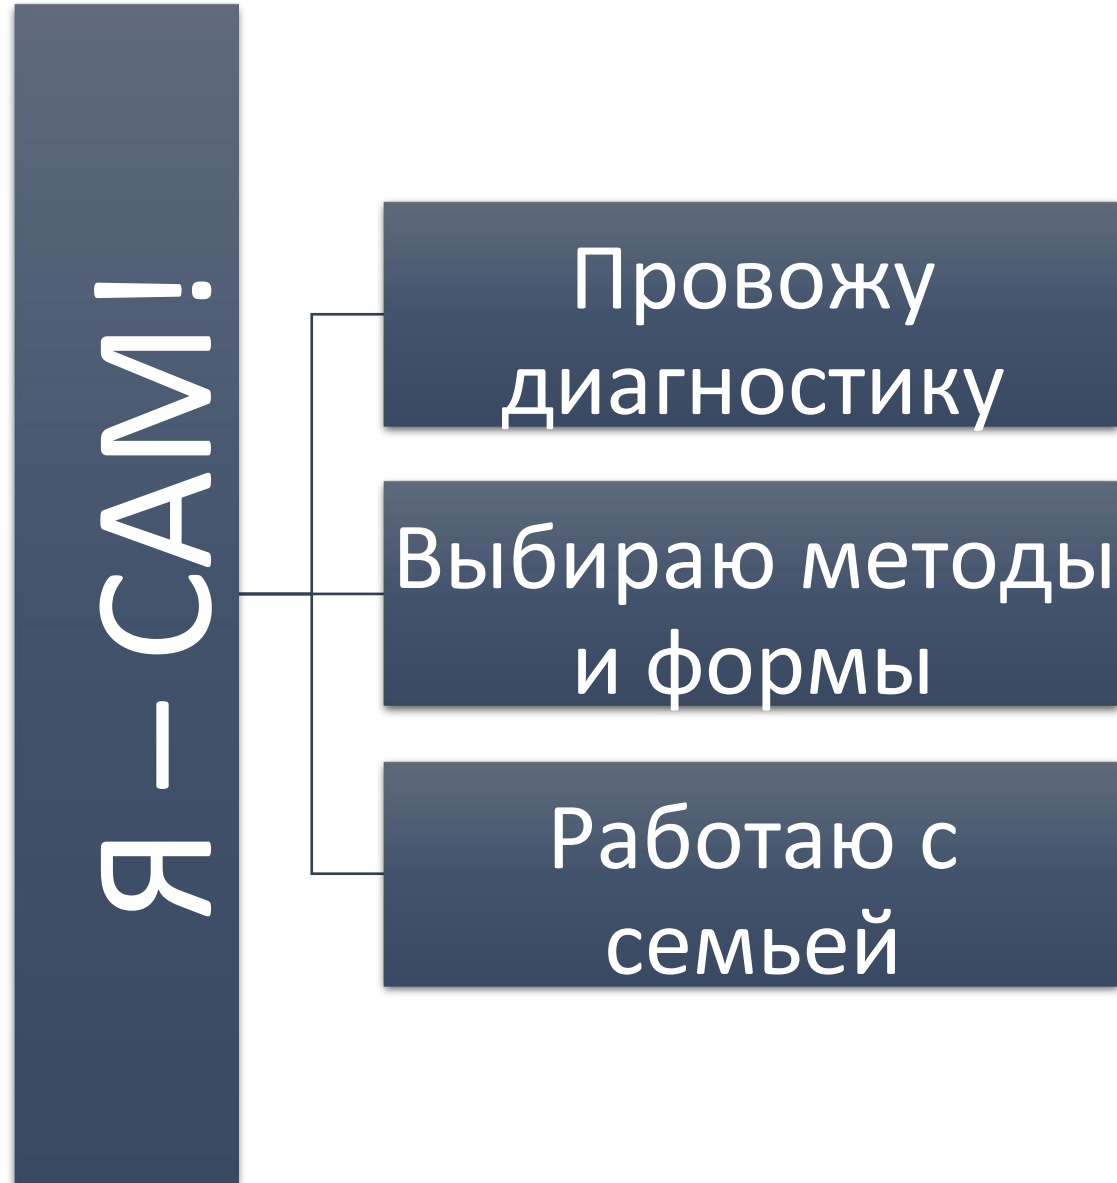 Я – САМ!
Провожу
диагностику
Выбираю методы
и формы
Работаю с
семьей